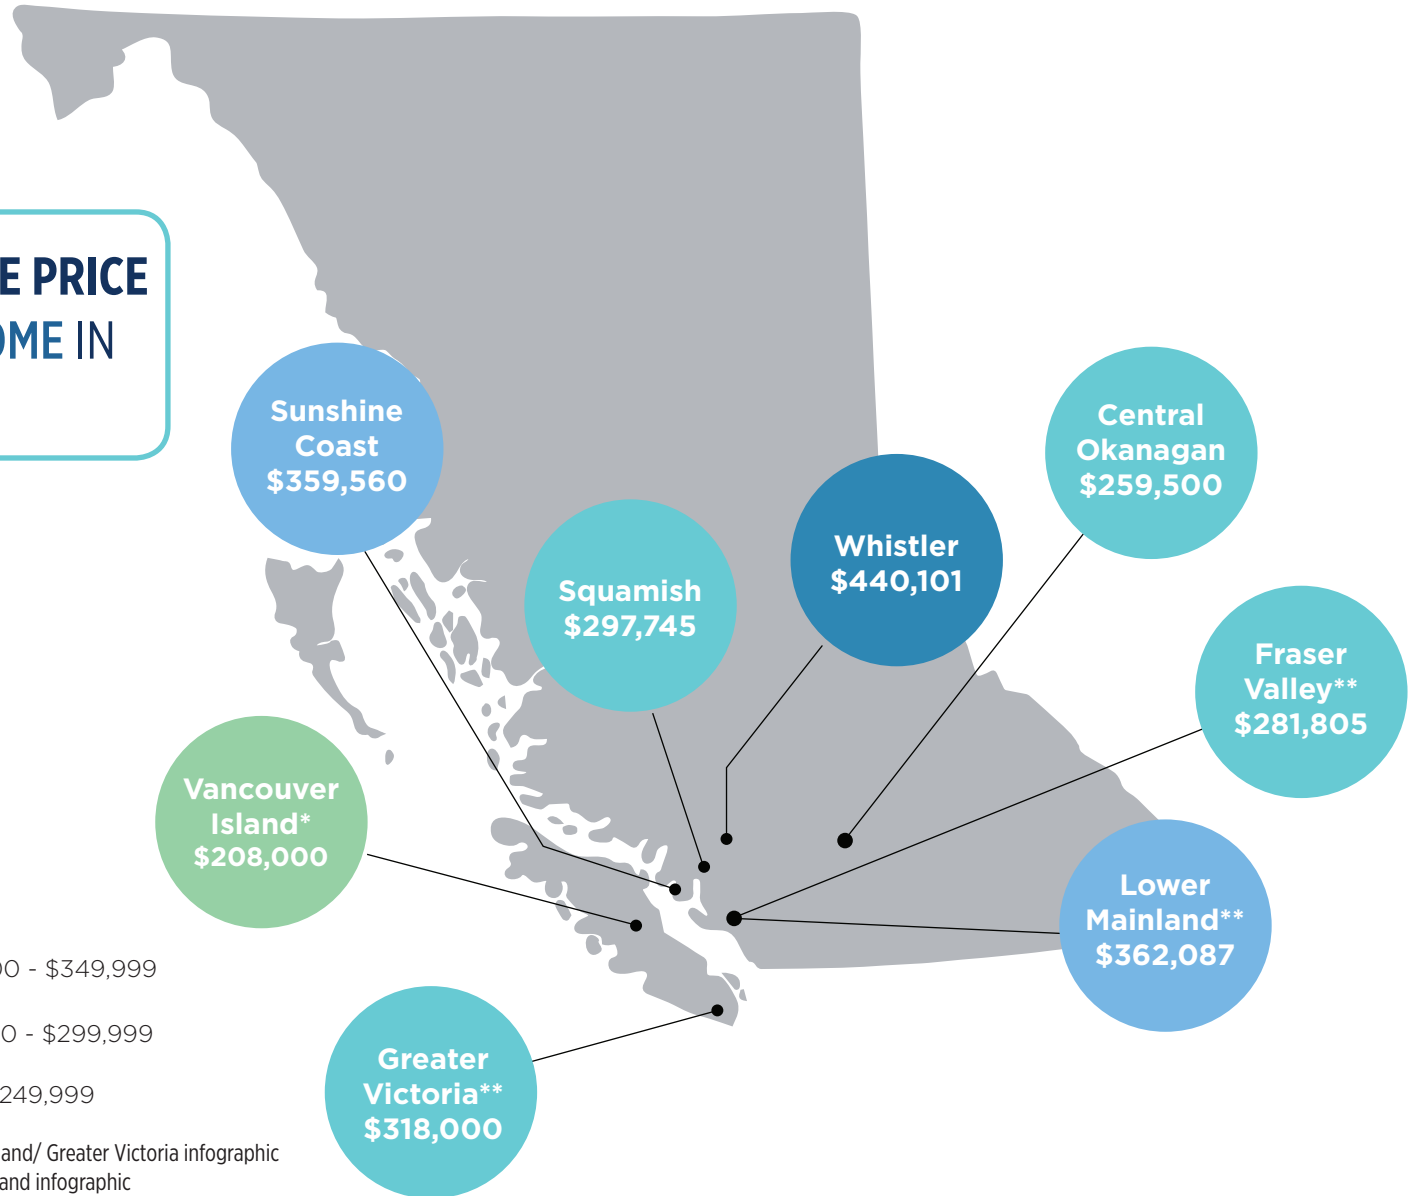 E PRICE
OME IN
Sunshine
Coast
$359,560
Central
Okanagan
$259,500
Whistler
$440,101
Squamish
$297,745
Fraser
Valley**
$281,805
Vancouver
Island*
$208,000
Lower
Mainland**
$362,087
00 - $349,999
0 - $299,999
249,999
Greater
Victoria**
$318,000
and/ Greater Victoria infographic
and infographic